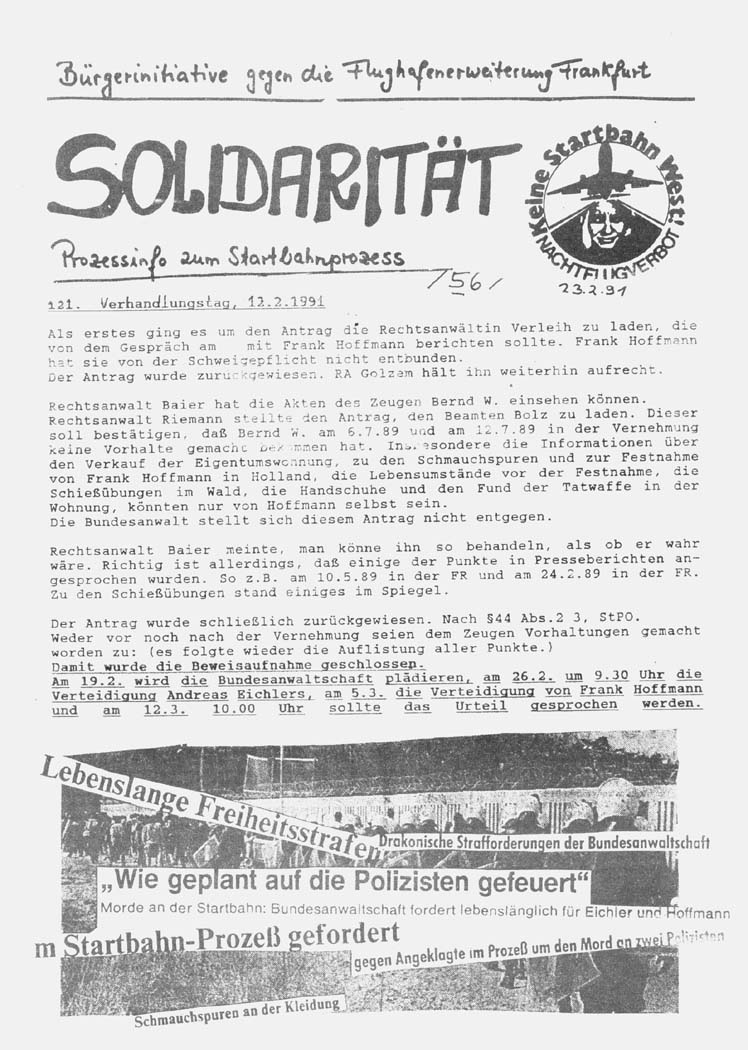 Bürgerinitiative gegen die Flughafenerweiterung Frankfurt
SOLIDARITÄT
Keine Startbahn West!
NACHTFLUGVERBOT
Prozessinfo zum Startbahnprozess
/56/
23.2.91
121. Verhandlungstag, 12.2.1991
Als erstes ging es um den Antrag die Rechtsanwältin Verleih zu laden, die
von dem Gespräch am mit Frank Hoffmann berichten sollte. Frank Hoffmann
hat sie von der Schweigepflicht nicht entbunden.
Der Antrag wurde zurückgewiesen. RA Golzem hält ihn weiterhin aufrecht.
Rechtsanwalt Baier hat die Akten des Zeugen Bernd W. einsehen können.
Rechtsanwalt Riemann stellte den Antrag, den Beamten Bolz zu laden. Dieser
soll bestätigen, daß Bernd W. am 6.7.89 und am 12.7.89 in der Vernehmung
keine Vorhalte gemacht bekommen hat. Insbesondere die Informationen über
den Verkauf der Eigentumswohnung, zu den Schmauchspuren und zur Festnahme
von Frank Hoffmann in Holland, die Lebensumstände vor der Festnahme, die
Schießübungen im Wald, die Handschuhe und den Fund der Tatwaffe in der
Wohnung, könnten nur von Hoffmann selbst sein.
Die Bundesanwalt stellt sich diesem Antrag nicht entgegen.
Rechtsanwalt Baier meinte, man könne ihn so behandeln, als ob er wahr
wäre. Richtig ist allerdings, daß einige der Punkte in Presseberichten an-
gesprochen wurden. So z.B. am 10.5.89 in der FR und am 24.2.89 in der FR.
Zu den Schießübungen stand einiges im Spiegel.
Der Antrag wurde schließlich zurückgewiesen. Nach §44 Abs.2 3, StPO.
Weder vor noch nach der Vernehmung seien dem Zeugen Vorhaltungen gemacht
worden zu: (es folgte wieder die Auflistung aller Punkte.)
Damit wurde die Beweisaufnahme geschlossen.
Am 19.2. wird die Bundesanwaltschaft plädieren, am 26.2. um 9.30 Uhr die
Verteidigung Andreas Eichlers, am 5.3. die Verteidigung von Frank Hoffmann
und am 12.3. 10.00 Uhr sollte das Urteil gesprochen werden.
Lebenslange Freiheitsstrafen
Drakonische Strafforderungen der Bundesanwaltschaft
„Wie geplant auf die Polizisten gefeuert“
Morde an der Startbahn: Bundesanwaltschaft fordert lebenslänglich für Eichler und Hoffmann
m Startbahn-Prozeß gefordert
gegen Angeklagte im Prozeß um den Mord an zwei Polizisten
Schmauchspuren an der Kleidung